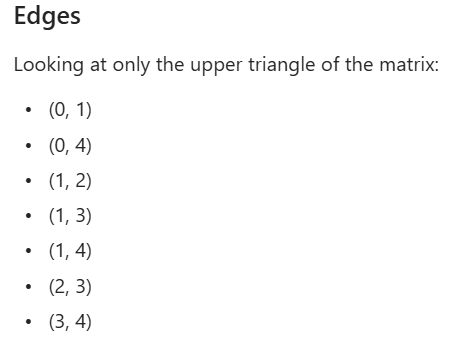 Edges
Looking at only the upper triangle of the matrix:
• (0, 1)
• (0, 4)
• (1, 2)
• (1, 3)
• (1, 4)
• (2, 3)
• (3, 4)